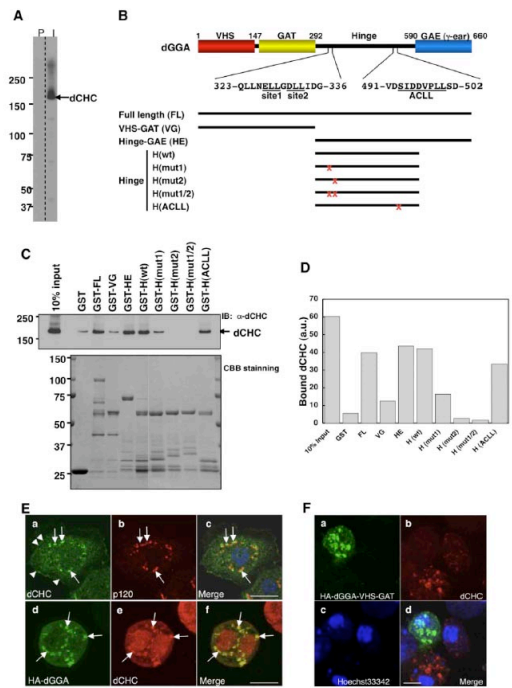 A
P I
250
150
100
75
50
37
dCHC
B
1 VHS 147 GAT 292 Hinge 590 GAE (γ-ear) 660
dGGA
323-QLLNELLGDLLIDG-336
site1 site2
491-VDSIDDVPLLSD-502
ACLL
Full length (FL)
VHS-GAT (VG)
Hinge-GAE (HE)
Hinge
H(wt)
H(mut1)
H(mut2)
H(mut1/2)
H(ACLL)
x
x
x x
x
C
10% input
GST
GST-FL
GST-VG
GST-HE
GST-H(wt)
GST-H(mut1)
GST-H(mut2)
GST-H(mut1/2)
GST-H(ACLL)
IB: α-dCHC
250
150
dCHC
CBB stainning
150
100
75
50
37
25
D
Bound dCHC (a.u.)
70
60
50
40
30
20
10
0
10% Input
GST
FL
VG
HE
H (wt)
H (mut1)
H (mut2)
H (mut1/2)
H (ACLL)
E
a
dCHC
b
p120
c
Merge
d
HA-dGGA
e
dCHC
f
Merge
F
a
HA-dGGA-VHS-GAT
b
dCHC
c
Hoechst33342
d
Merge